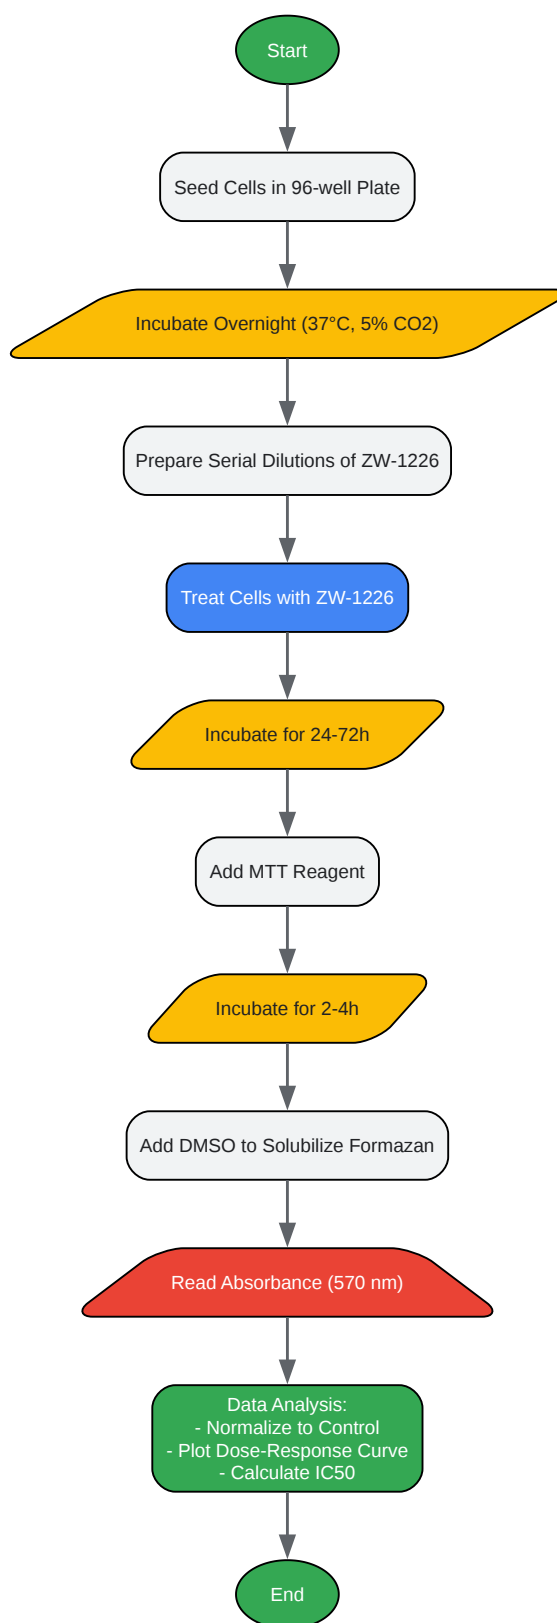 Start
Seed Cells in 96-well Plate
Incubate Overnight (37°C, 5% CO2)
Prepare Serial Dilutions of ZW-1226
Treat Cells with ZW-1226
Incubate for 24-72h
Add MTT Reagent
Incubate for 2-4h
Add DMSO to Solubilize Formazan
Read Absorbance (570 nm)
Data Analysis:
- Normalize to Control
- Plot Dose-Response Curve
- Calculate IC50
End